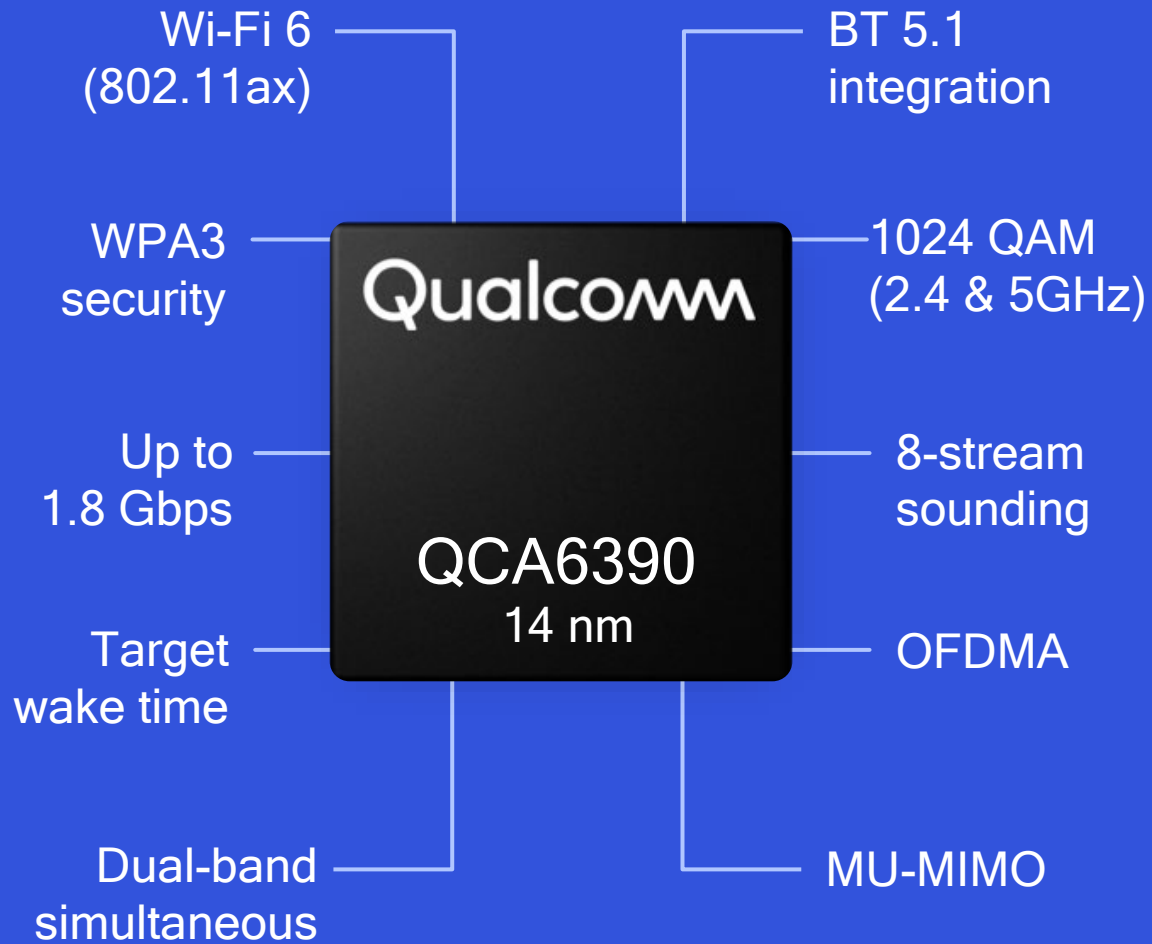 Wi-Fi 6
(802.11ax)
BT 5.1
integration
WPA3
security
1024 QAM
(2.4 & 5GHz)
Qualcomm
Up to
1.8 Gbps
8-stream
sounding
QCA6390
14 nm
Target
wake time
OFDMA
Dual-band
simultaneous
MU-MIMO